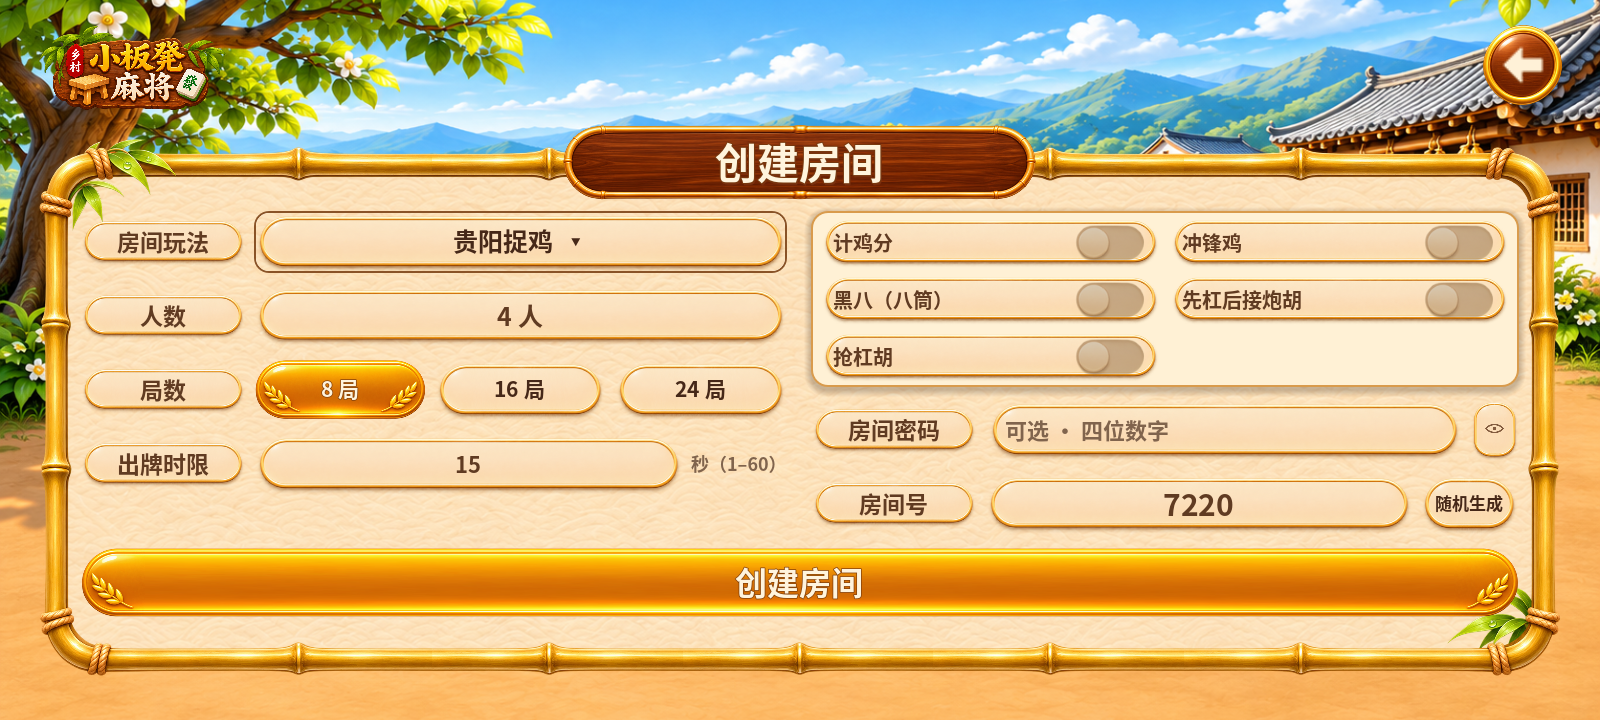 乡村
小板凳
麻将
發
创建房间
房间玩法
贵阳捉鸡 ▼
人数
4 人
局数
8 局
16 局
24 局
出牌时限
15
秒（1–60）
计鸡分
冲锋鸡
黑八（八筒）
先杠后接炮胡
抢杠胡
房间密码
可选 · 四位数字
房间号
7220
随机生成
创建房间